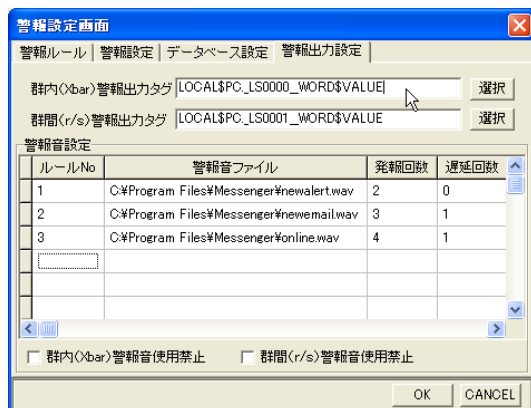 警報設定画面
警報ルール 警報設定 データベース設定 警報出力設定
群内(Xbar)警報出力タグ LOCAL$PC._LS0000__WORD$VALUE 選択
群間(r/s)警報出力タグ LOCAL$PC._LS0001__WORD$VALUE 選択
警報音設定
ルールNo 警報音ファイル 発報回数 遅延回数
1 C:¥Program Files¥Messenger¥newalert.wav 2 0
2 C:¥Program Files¥Messenger¥newemail.wav 3 1
3 C:¥Program Files¥Messenger¥online.wav 4 1
群内(Xbar)警報音使用禁止 群間(r/s)警報音使用禁止
OK CANCEL